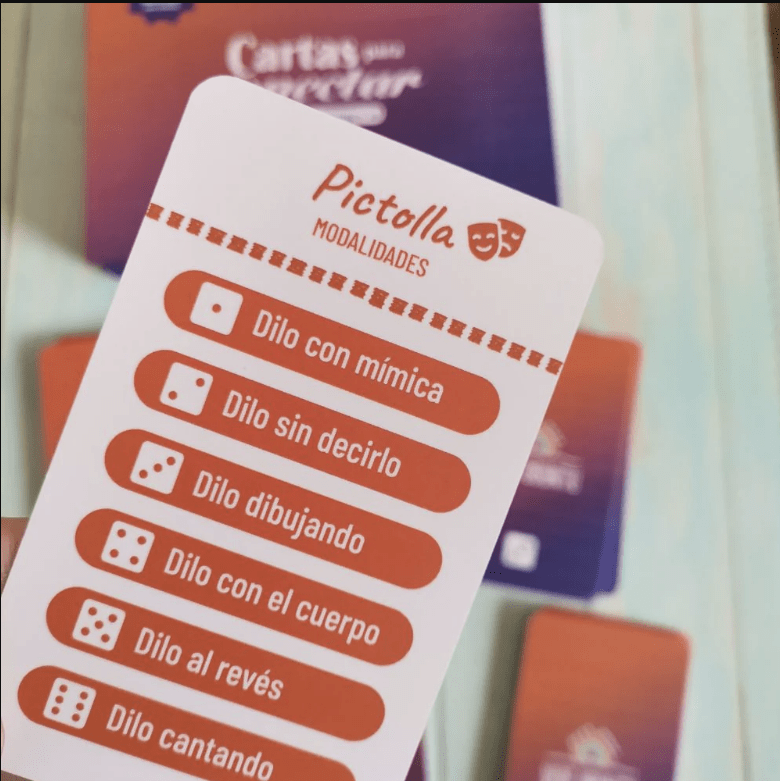 Cartas para
Pictolla
MODALIDADES
Dilo con mímica
Dilo sin decirlo
Dilo dibujando
Dilo con el cuerpo
Dilo al revés
Dilo cantando